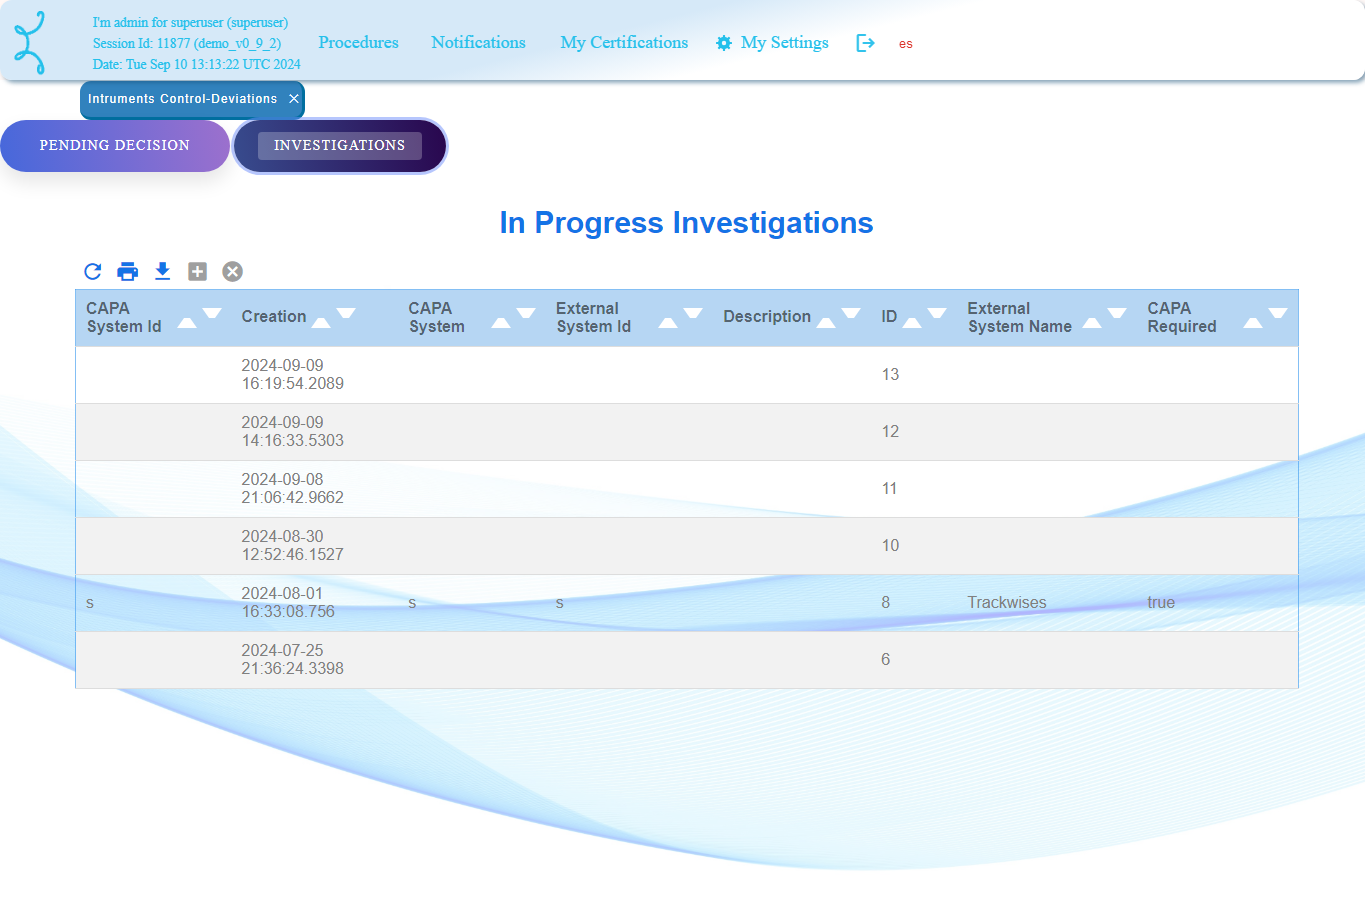 I'm admin for superuser (superuser)
Session Id: 11877 (demo_v0_9_2)
Date: Tue Sep 10 13:13:22 UTC 2024
Procedures
Notifications
My Certifications
My Settings
es
Intruments Control-Deviations
PENDING DECISION
INVESTIGATIONS
In Progress Investigations
CAPA System Id
Creation
CAPA System
External System Id
Description
ID
External System Name
CAPA Required
2024-09-09 16:19:54.2089
13
2024-09-09 14:16:33.5303
12
2024-09-08 21:06:42.9662
11
2024-08-30 12:52:46.1527
10
s
2024-08-01 16:33:08.756
s
s
8
Trackwises
true
2024-07-25 21:36:24.3398
6